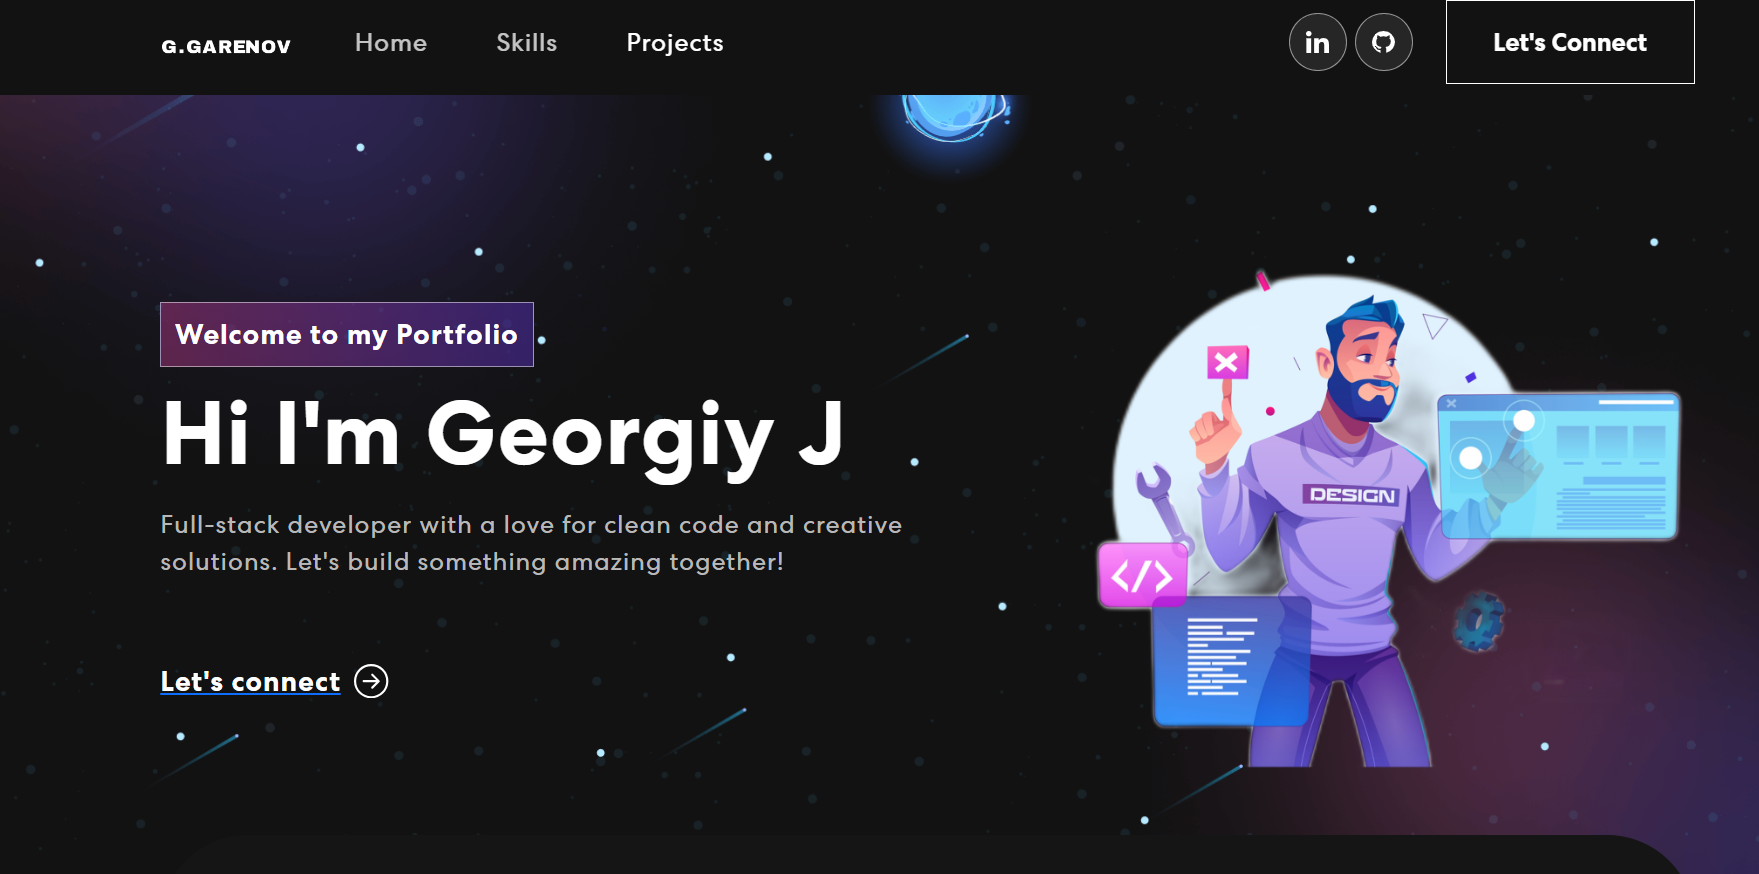 G.GARENOV
Home
Skills
Projects
Let's Connect
Welcome to my Portfolio
Hi I'm Georgiy J
Full-stack developer with a love for clean code and creative
solutions. Let's build something amazing together!
Let's connect
DESIGN